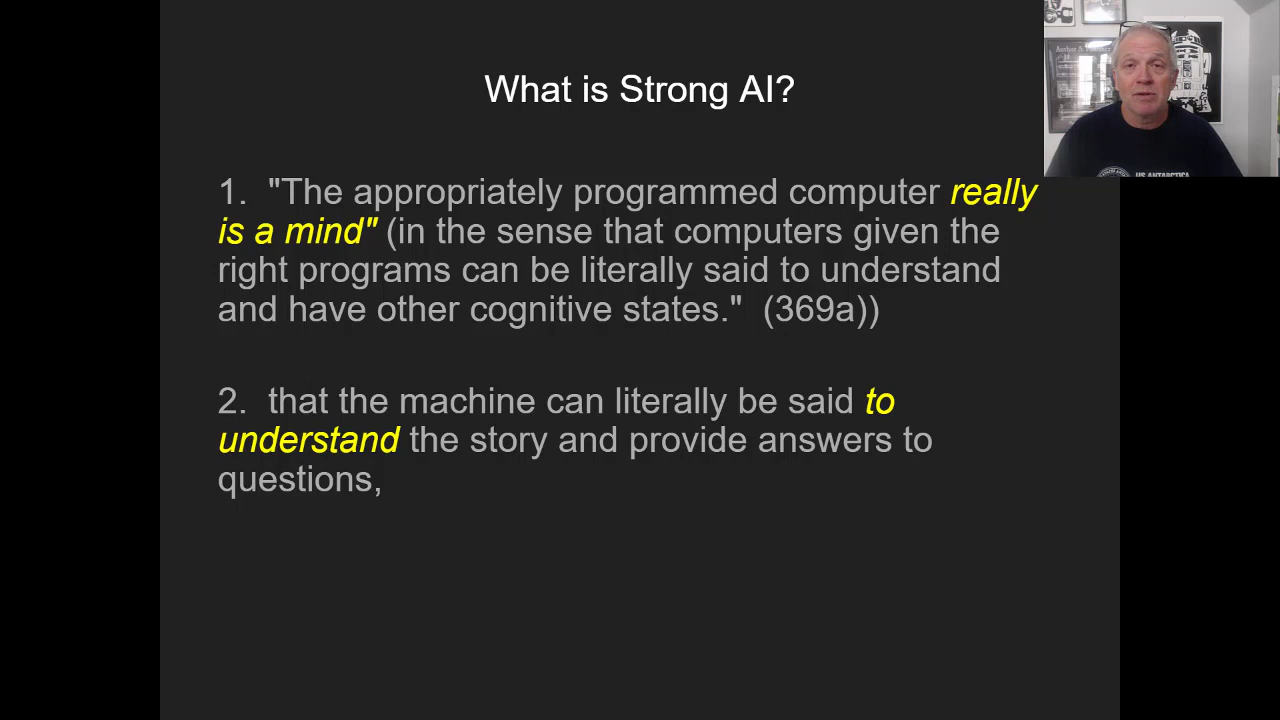 What is Strong AI?
1. "The appropriately programmed computer really
is a mind" (in the sense that computers given the
right programs can be literally said to understand
and have other cognitive states." (369a))
2. that the machine can literally be said to
understand the story and provide answers to
questions,
US ANTARCTICA